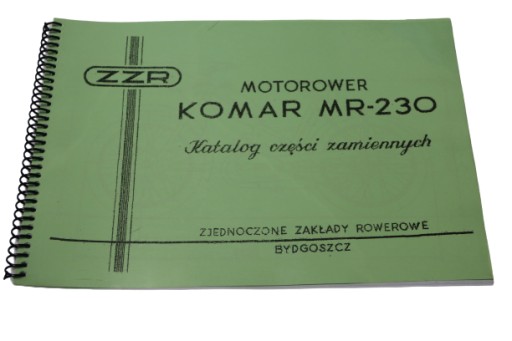 ZZR
MOTOROWER
KOMAR MR-230
Katalog części zamiennych
ZJEDNOCZONE ZAKŁADY ROWEROWE
BYDGOSZCZ